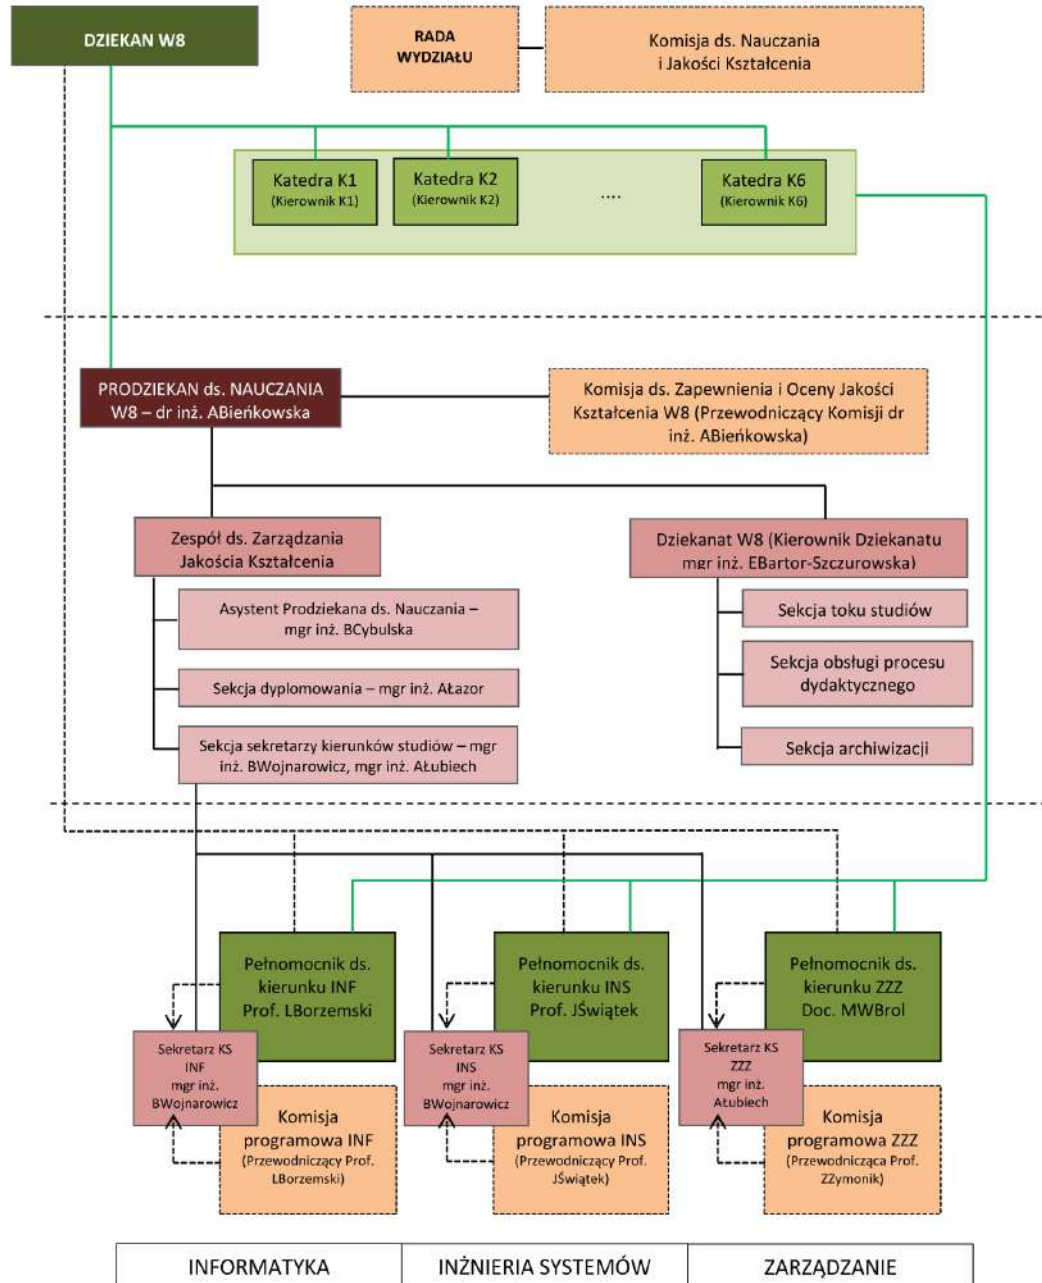 DZIEKAN W8
RADA
WYDZIAŁU
Komisja ds. Nauczania
i Jakości Kształcenia
Katedra K1
(Kierownik K1)
Katedra K2
(Kierownik K2)
....
Katedra K6
(Kierownik K6)
PRODZIEKAN ds. NAUCZANIA
W8 – dr inż. ABieńkowska
Komisja ds. Zapewnienia i Oceny Jakości
Kształcenia W8 (Przewodniczący Komisji dr
inż. ABieńkowska)
Zespół ds. Zarządzania
Jakościa Kształcenia
Dziekanat W8 (Kierownik Dziekanatu
mgr inż. EBartor-Szczurowska)
Asystent Prodziekana ds. Nauczania –
mgr inż. BCybulska
Sekcja dyplomowania – mgr inż. AŁazor
Sekcja sekretarzy kierunków studiów – mgr
inż. BWojnarowicz, mgr inż. ALubiech
Sekcja toku studiów
Sekcja obsługi procesu
dydaktycznego
Sekcja archiwizacji
Pełnomocnik ds.
kierunku INF
Prof. LBorzemski
Sekretarz KS
INF
mgr inż.
BWojnarowicz
Komisja
programowa INF
(Przewodniczący Prof.
LBorzemski)
Pełnomocnik ds.
kierunku INS
Prof. JŚwiątek
Sekretarz KS
INS
mgr inż.
BWojnarowicz
Komisja
programowa INS
(Przewodniczący Prof.
JŚwiątek)
Pełnomocnik ds.
kierunku ZZZ
Doc. MWBrol
Sekretarz KS
ZZZ
mgr inż.
ALubiech
Komisja
programowa ZZZ
(Przewodnicząca Prof.
ZZymonik)
INFORMATYKA
INŻNIERIA SYSTEMÓW
ZARZĄDZANIE